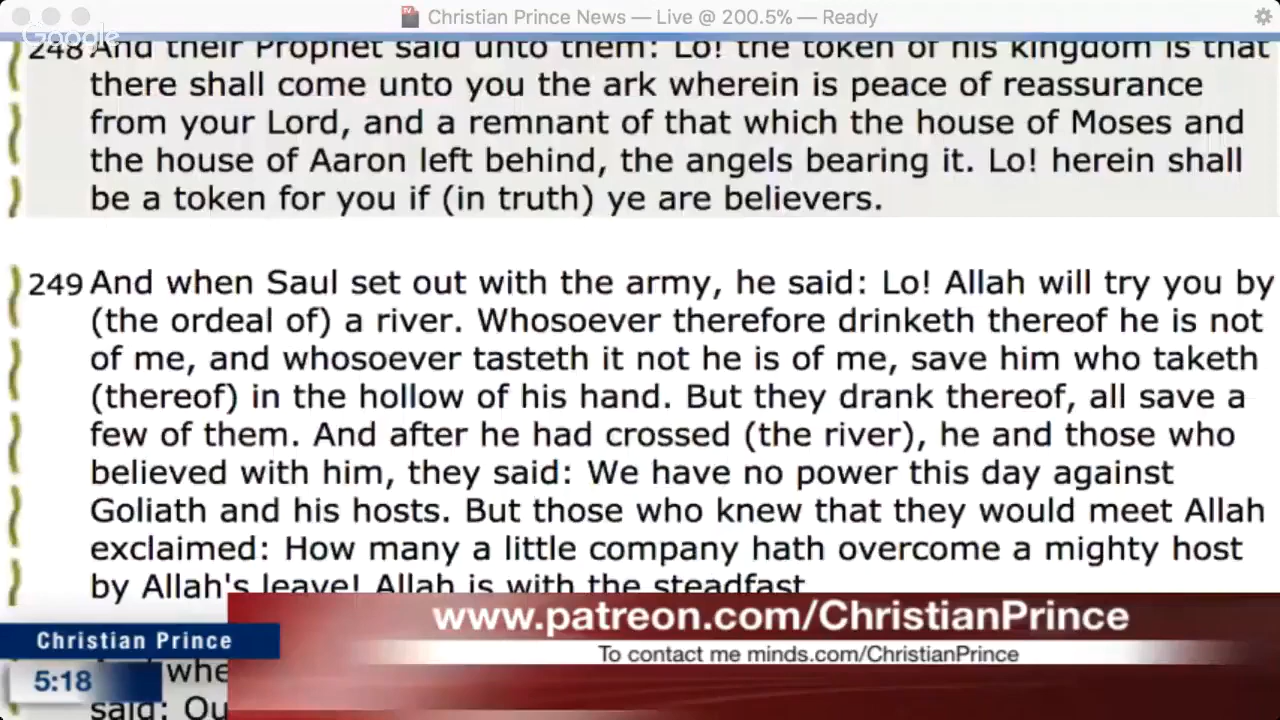 Christian Prince News — Live @ 200.5% — Ready
Google
248 And their Prophet said unto them: Lo! the token of his kingdom is that
there shall come unto you the ark wherein is peace of reassurance
from your Lord, and a remnant of that which the house of Moses and
the house of Aaron left behind, the angels bearing it. Lo! herein shall
be a token for you if (in truth) ye are believers.
249 And when Saul set out with the army, he said: Lo! Allah will try you by
(the ordeal of) a river. Whosoever therefore drinketh thereof he is not
of me, and whosoever tasteth it not he is of me, save him who taketh
(thereof) in the hollow of his hand. But they drank thereof, all save a
few of them. And after he had crossed (the river), he and those who
believed with him, they said: We have no power this day against
Goliath and his hosts. But those who knew that they would meet Allah
exclaimed: How many a little company hath overcome a mighty host
by Allah's leave! Allah is with the steadfast
www.patreon.com/ChristianPrince
Christian Prince
To contact me minds.com/ChristianPrince
5:18
whe
said: Ou